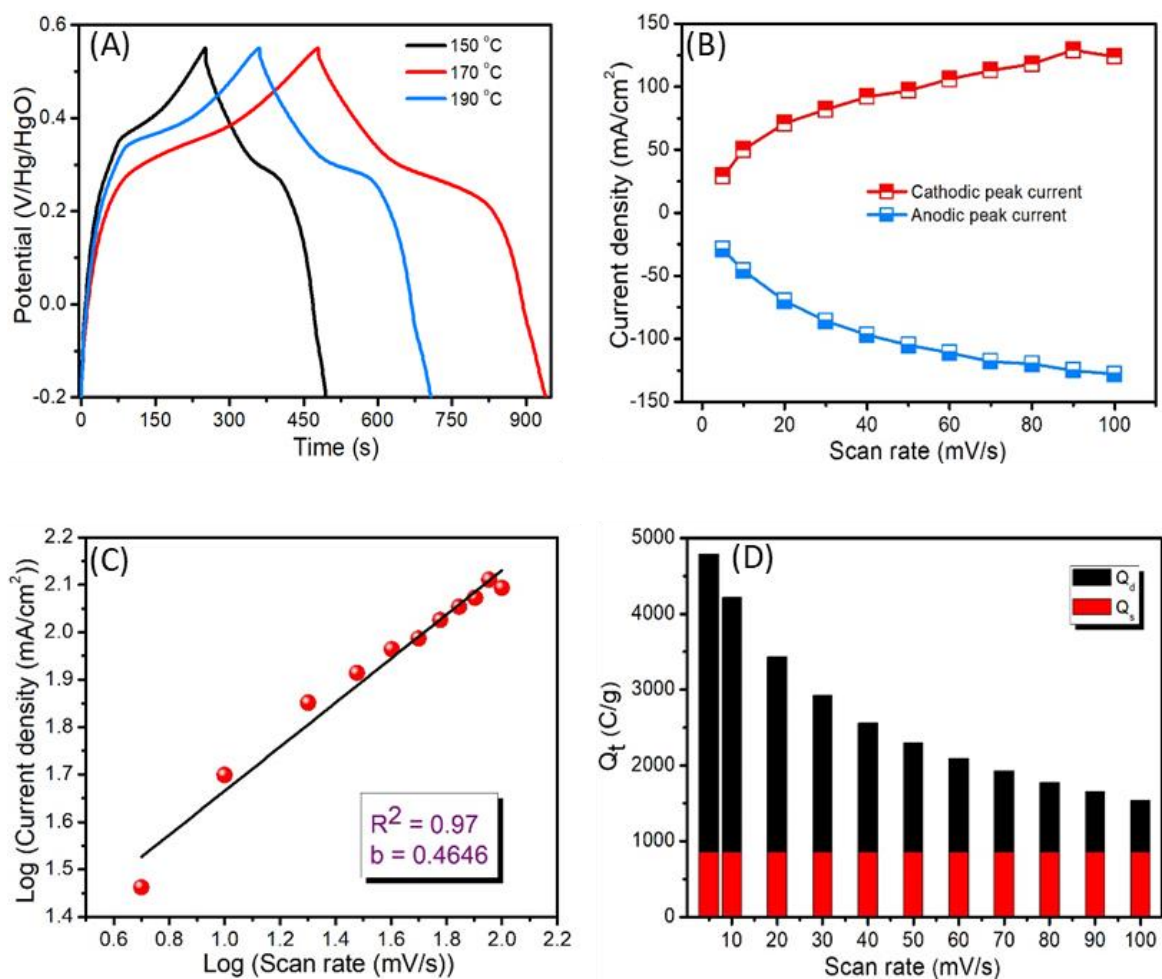 (A)
Potential (V/Hg/HgO)
0.6
0.4
0.2
0.0
-0.2
150 °C
170 °C
190 °C
0 150 300 450 600 750 900
Time (s)
(B)
Current density (mA/cm²)
150
100
50
0
-50
-100
-150
Cathodic peak current
Anodic peak current
0 20 40 60 80 100
Scan rate (mV/s)
(C)
Log (Current density (mA/cm²))
2.2
2.1
2.0
1.9
1.8
1.7
1.6
1.5
1.4
R² = 0.97
b = 0.4646
0.6 0.8 1.0 1.2 1.4 1.6 1.8 2.0 2.2
Log (Scan rate (mV/s))
(D)
Qt (C/g)
5000
4000
3000
2000
1000
0
Qd
Qs
10 20 30 40 50 60 70 80 90 100
Scan rate (mV/s)